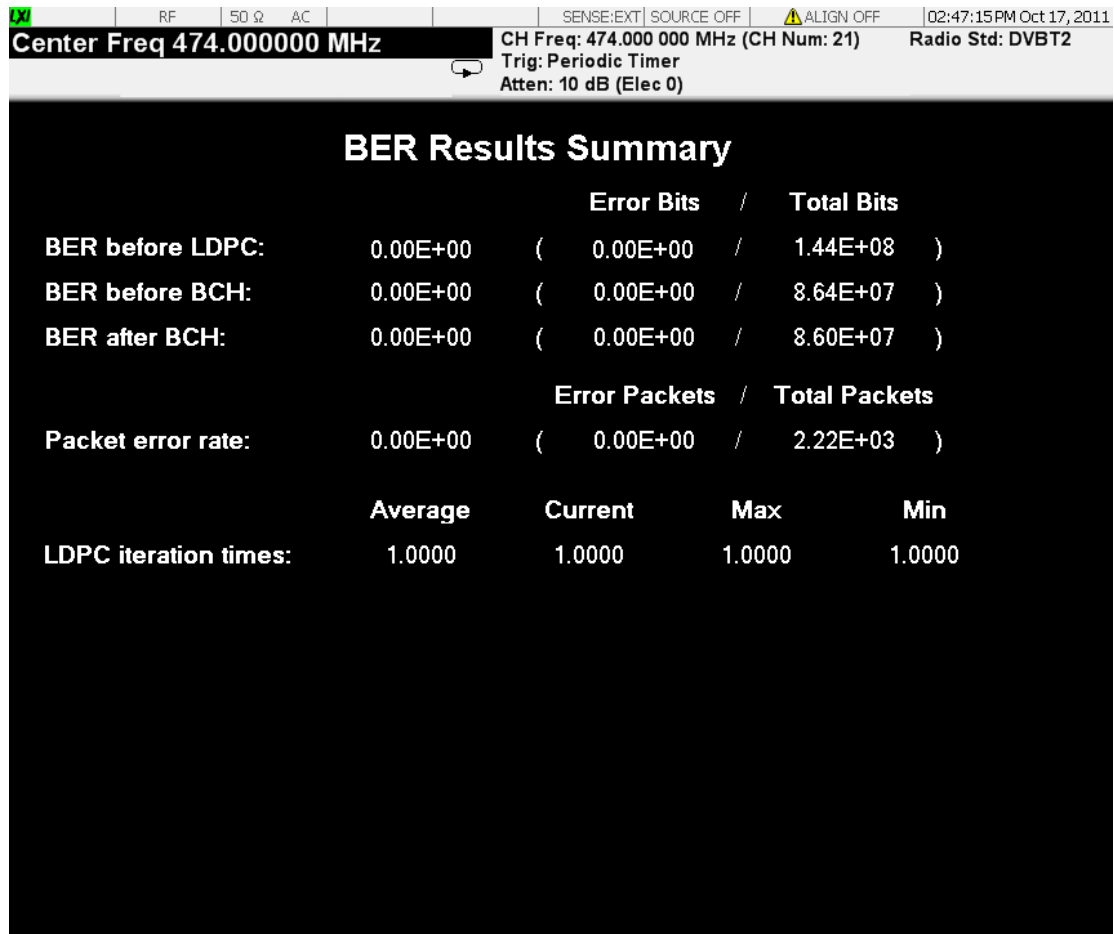 LXI RF 50 Ω AC SENSE:EXT SOURCE OFF ALIGN OFF 02:47:15 PM Oct 17, 2011
Center Freq 474.000000 MHz
CH Freq: 474.000 000 MHz (CH Num: 21) Radio Std: DVBT2
Trig: Periodic Timer
Atten: 10 dB (Elec 0)
BER Results Summary
Error Bits / Total Bits
BER before LDPC: 0.00E+00 ( 0.00E+00 / 1.44E+08 )
BER before BCH: 0.00E+00 ( 0.00E+00 / 8.64E+07 )
BER after BCH: 0.00E+00 ( 0.00E+00 / 8.60E+07 )
Error Packets / Total Packets
Packet error rate: 0.00E+00 ( 0.00E+00 / 2.22E+03 )
Average Current Max Min
LDPC iteration times: 1.0000 1.0000 1.0000 1.0000